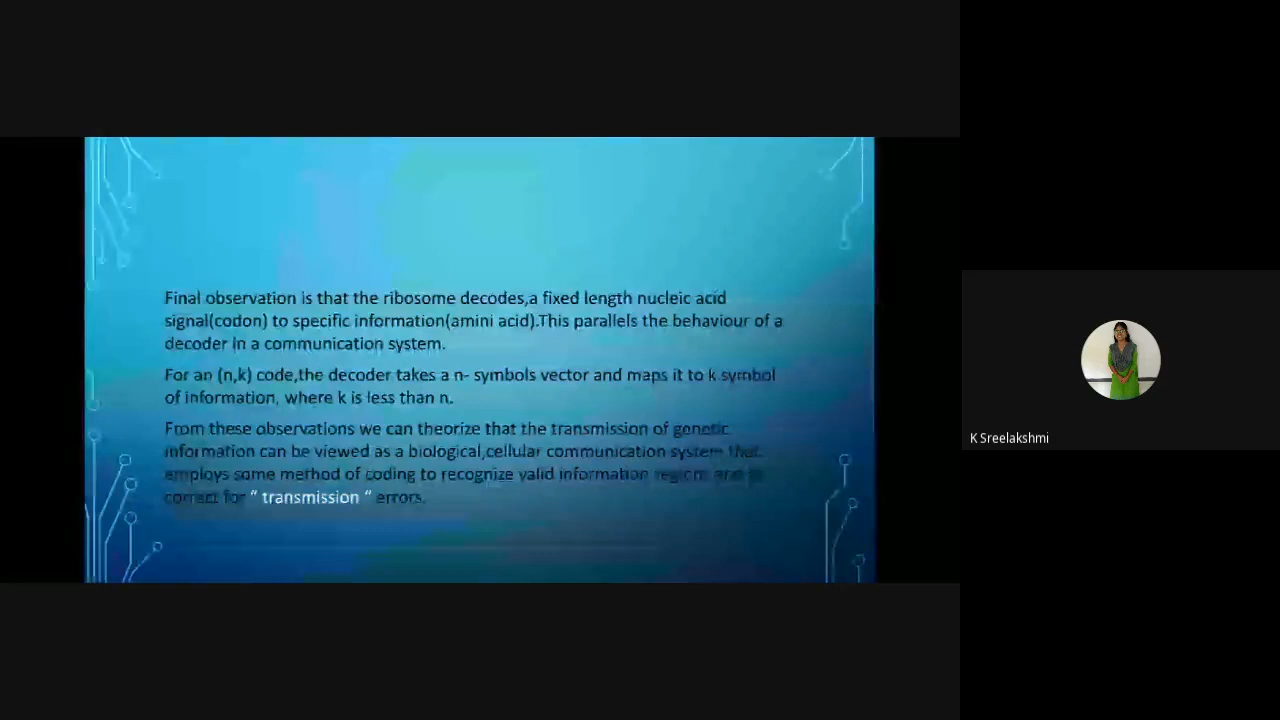 Final observation is that the ribosome decodes,a fixed length nucleic acid
signal(codon) to specific information(amini acid).This parallels the behaviour of a
decoder in a communication system.
For an (n,k) code,the decoder takes a n- symbols vector and maps it to k symbol
of information, where k is less than n.
From these observations we can theorize that the transmission of genetic
information can be viewed as a biological,cellular communication system that
employs some method of coding to recognize valid information regions and to
correct for “ transmission “ errors.
K Sreelakshmi